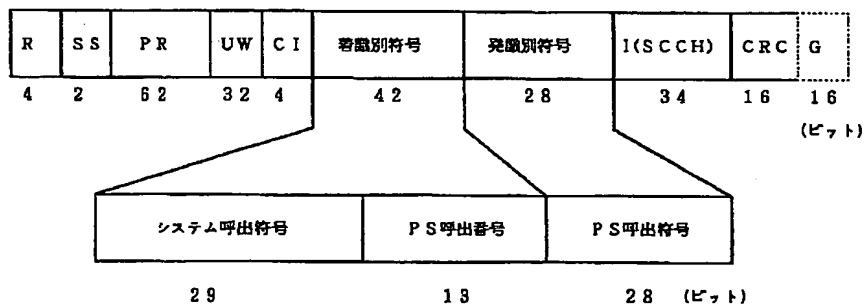 R SS PR UW CI 着識別符号 発識別符号 I(SCCH) CRC G
4 2 62 32 4 42 28 34 16 16
(ビット)
システム呼出符号 PS呼出番号 PS呼出符号
29 13 28 (ビット)